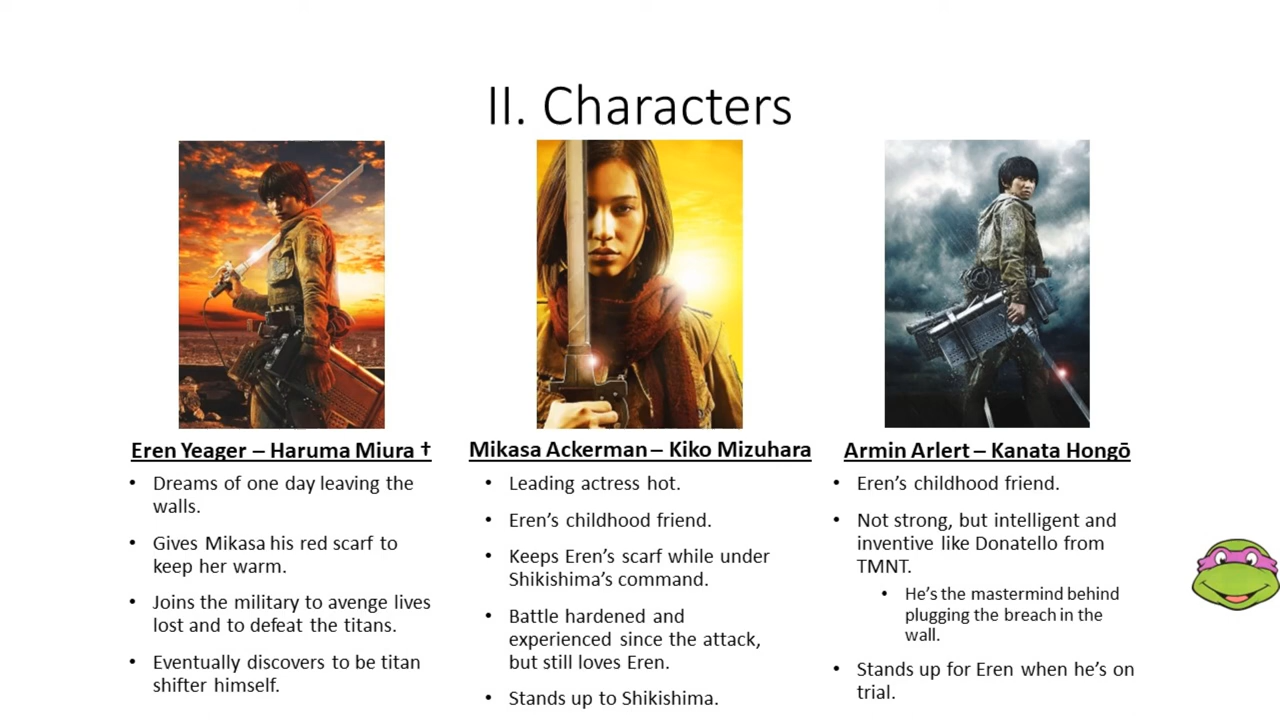 II. Characters
Eren Yeager – Haruma Miura †
• Dreams of one day leaving the
walls.
• Gives Mikasa his red scarf to
keep her warm.
• Joins the military to avenge lives
lost and to defeat the titans.
• Eventually discovers to be titan
shifter himself.
Mikasa Ackerman – Kiko Mizuhara
• Leading actress hot.
• Eren’s childhood friend.
• Keeps Eren’s scarf while under
Shikishima’s command.
• Battle hardened and
experienced since the attack,
but still loves Eren.
• Stands up to Shikishima.
Armin Arlert – Kanata Hongō
• Eren’s childhood friend.
• Not strong, but intelligent and
inventive like Donatello from
TMNT.
• He’s the mastermind behind
plugging the breach in the
wall.
• Stands up for Eren when he’s on
trial.